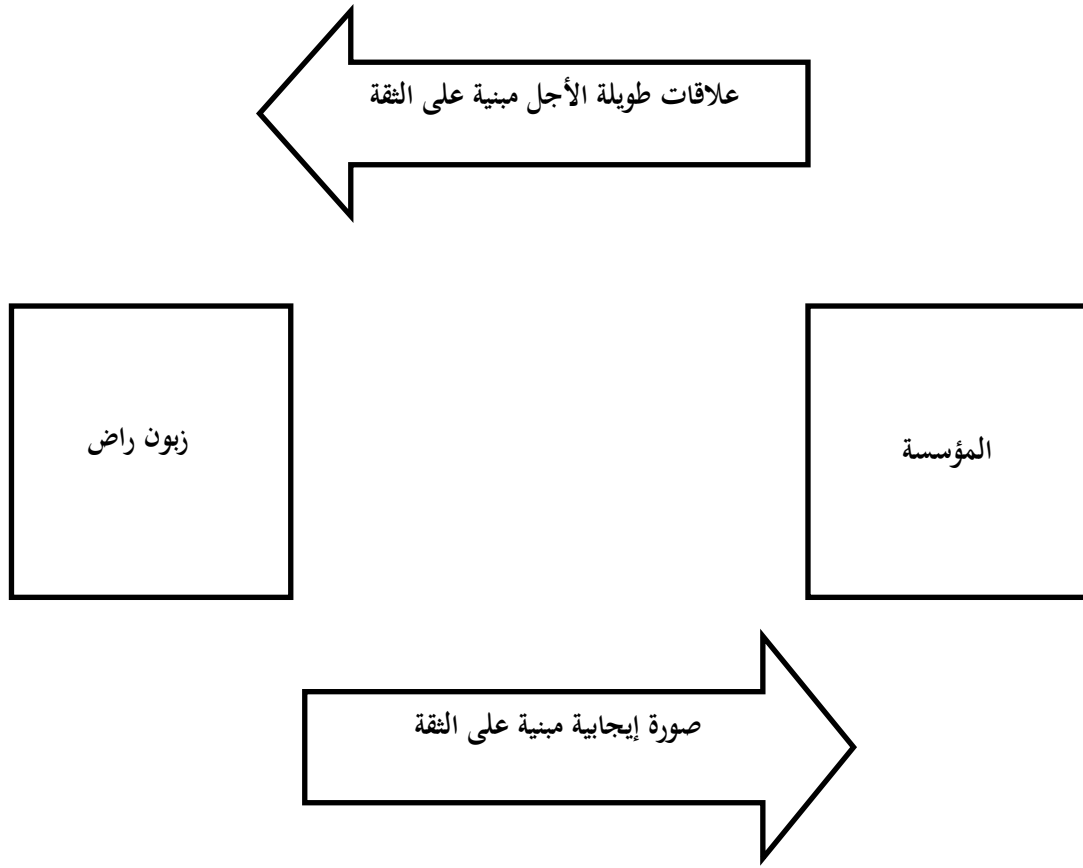 علاقات طويلة الأجل مبنية على الثقة
المؤسسة
زبون راض
صورة إيجابية مبنية على الثقة